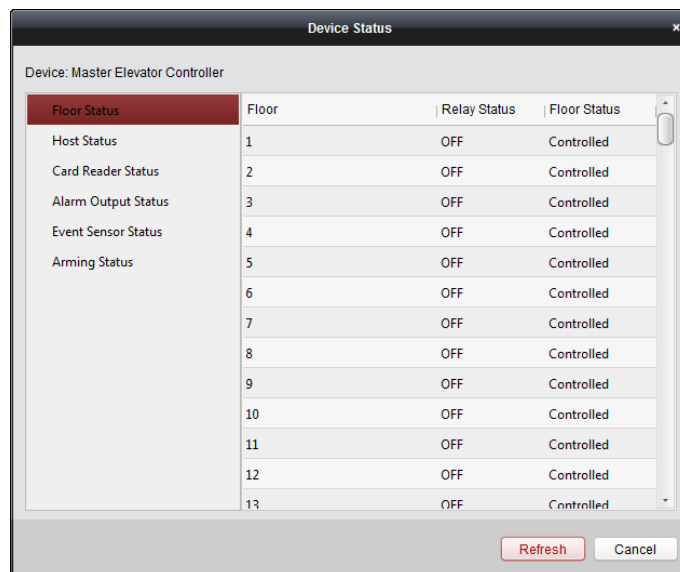 Device Status
×
Device: Master Elevator Controller
Floor Status
Host Status
Card Reader Status
Alarm Output Status
Event Sensor Status
Arming Status
Floor Relay Status Floor Status
1 OFF Controlled
2 OFF Controlled
3 OFF Controlled
4 OFF Controlled
5 OFF Controlled
6 OFF Controlled
7 OFF Controlled
8 OFF Controlled
9 OFF Controlled
10 OFF Controlled
11 OFF Controlled
12 OFF Controlled
13 OFF Controlled
Refresh Cancel